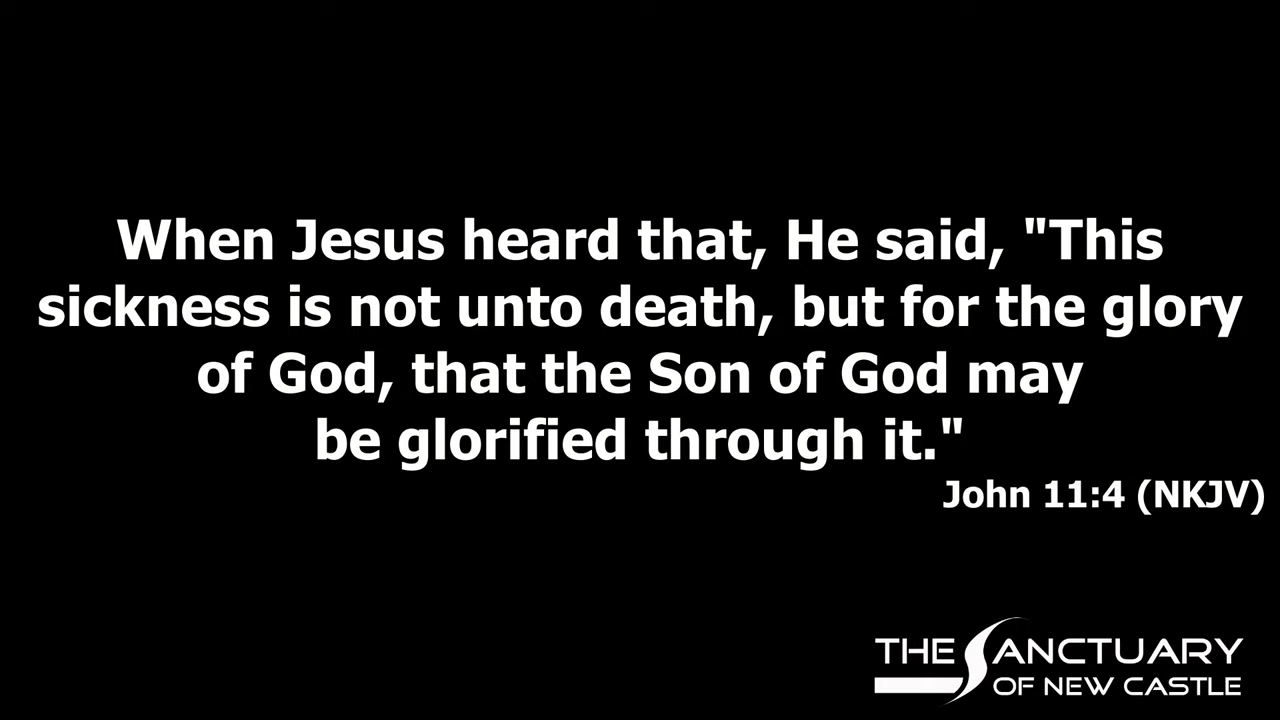 When Jesus heard that, He said, "This
sickness is not unto death, but for the glory
of God, that the Son of God may
be glorified through it."
John 11:4 (NKJV)
THE SANCTUARY
OF NEW CASTLE